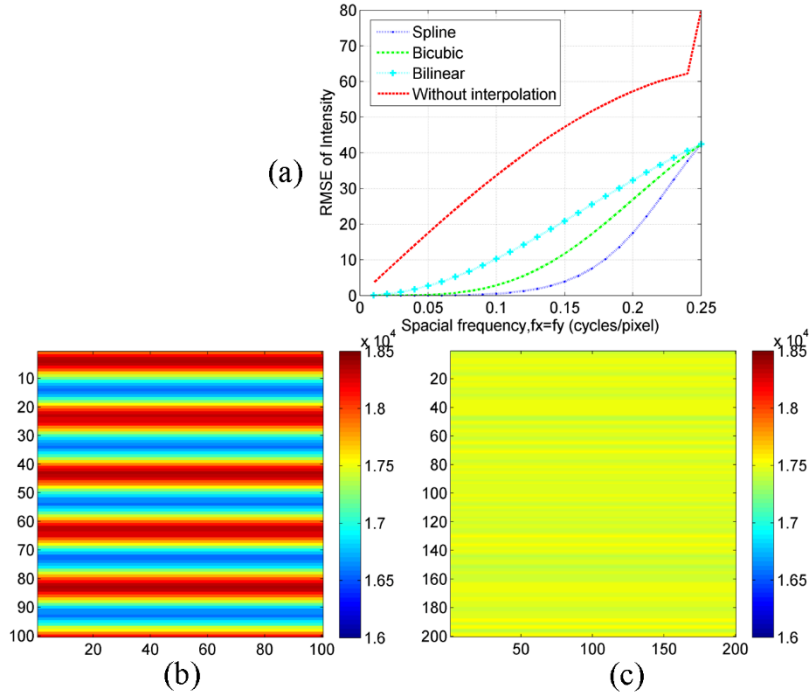 80
70
60
50
40
30
20
10
0
RMSE of Intensity
Spline
Bicubic
Bilinear
Without interpolation
(a)
0 0.05 0.1 0.15 0.2 0.25
Spacial frequency,fx=fy (cycles/pixel)
10
20
30
40
50
60
70
80
90
100
20 40 60 80 100
x 10^4
1.85
1.8
1.75
1.7
1.65
1.6
(b)
20
40
60
80
100
120
140
160
180
200
50 100 150 200
x 10^4
1.85
1.8
1.75
1.7
1.65
1.6
(c)